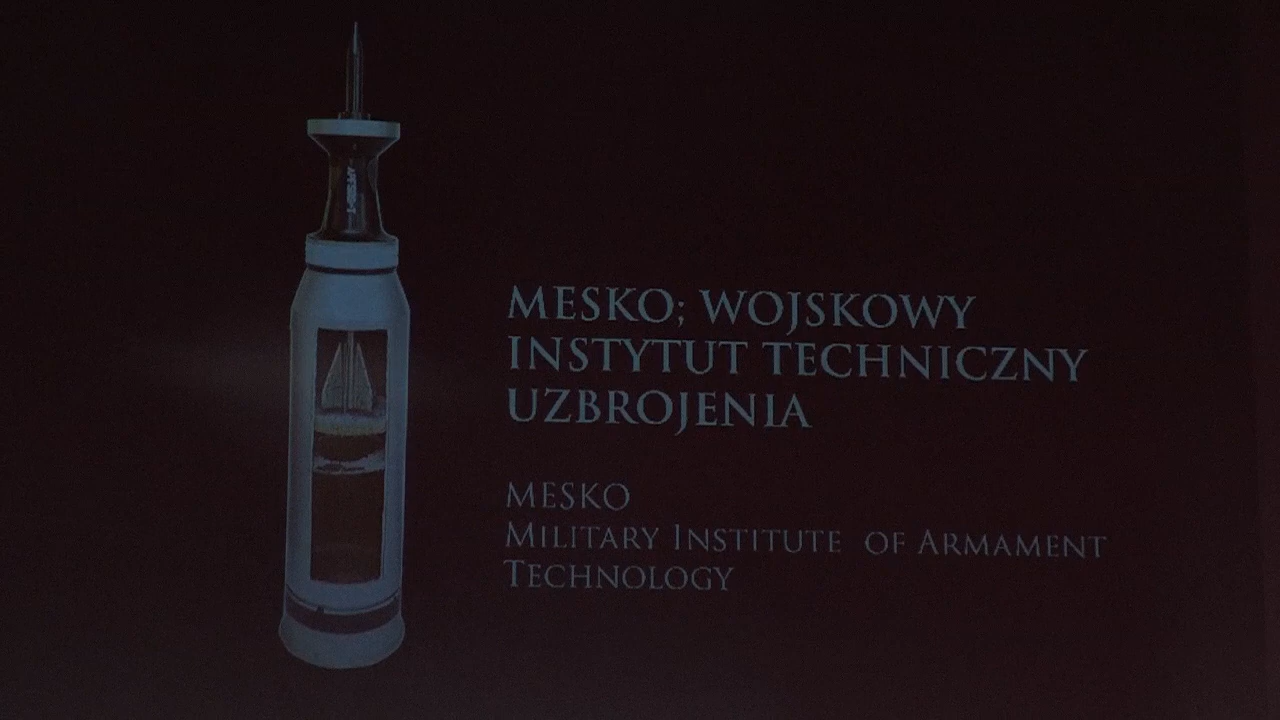 MESKO; WOJSKOWY
INSTYTUT TECHNICZNY
UZBROJENIA
MESKO
MILITARY INSTITUTE OF ARMAMENT
TECHNOLOGY